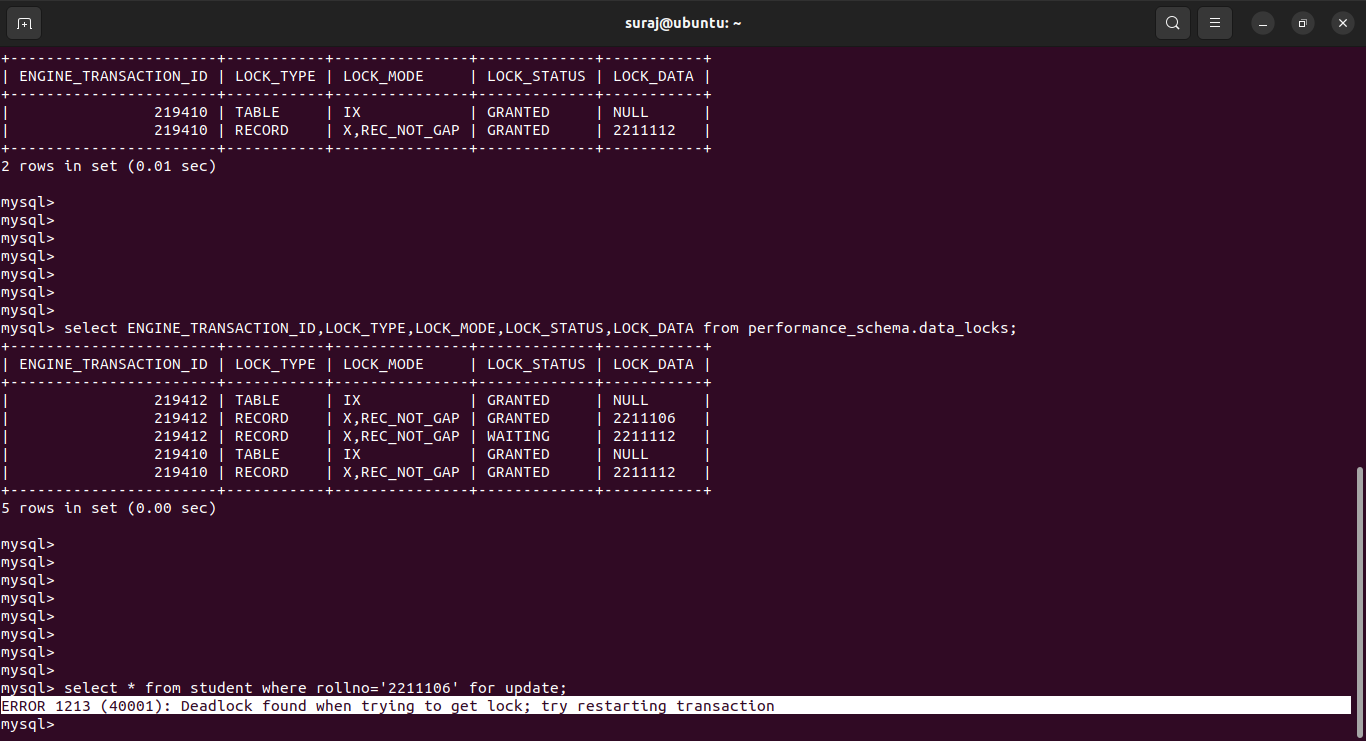 suraj@ubuntu: ~
+-----------------------+-----------+---------------+-------------+-----------+
| ENGINE_TRANSACTION_ID | LOCK_TYPE | LOCK_MODE     | LOCK_STATUS | LOCK_DATA |
+-----------------------+-----------+---------------+-------------+-----------+
|                219410 | TABLE     | IX            | GRANTED     | NULL      |
|                219410 | RECORD    | X,REC_NOT_GAP | GRANTED     | 2211112   |
+-----------------------+-----------+---------------+-------------+-----------+
2 rows in set (0.01 sec)
mysql>
mysql>
mysql>
mysql>
mysql>
mysql>
mysql>
mysql> select ENGINE_TRANSACTION_ID,LOCK_TYPE,LOCK_MODE,LOCK_STATUS,LOCK_DATA from performance_schema.data_locks;
+-----------------------+-----------+---------------+-------------+-----------+
| ENGINE_TRANSACTION_ID | LOCK_TYPE | LOCK_MODE     | LOCK_STATUS | LOCK_DATA |
+-----------------------+-----------+---------------+-------------+-----------+
|                219412 | TABLE     | IX            | GRANTED     | NULL      |
|                219412 | RECORD    | X,REC_NOT_GAP | GRANTED     | 2211106   |
|                219412 | RECORD    | X,REC_NOT_GAP | WAITING     | 2211112   |
|                219410 | TABLE     | IX            | GRANTED     | NULL      |
|                219410 | RECORD    | X,REC_NOT_GAP | GRANTED     | 2211112   |
+-----------------------+-----------+---------------+-------------+-----------+
5 rows in set (0.00 sec)
mysql>
mysql>
mysql>
mysql>
mysql>
mysql>
mysql>
mysql>
mysql> select * from student where rollno='2211106' for update;
ERROR 1213 (40001): Deadlock found when trying to get lock; try restarting transaction
mysql>